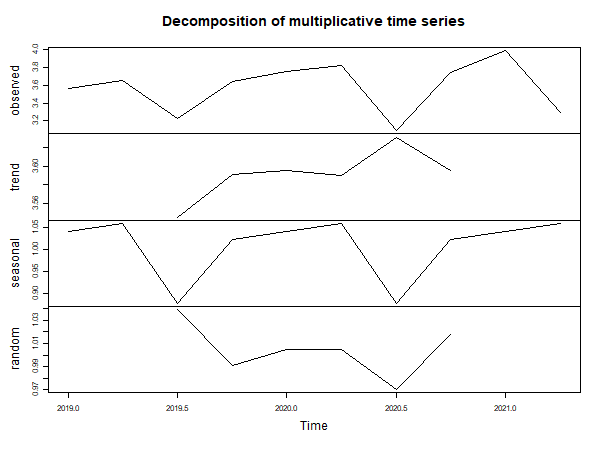 Decomposition of multiplicative time series
observed
3.2 3.4 3.6 3.8 4.0
trend
3.56 3.60
seasonal
0.90 0.95 1.00 1.05
random
0.97 0.99 1.01 1.03
2019.0 2019.5 2020.0 2020.5 2021.0
Time